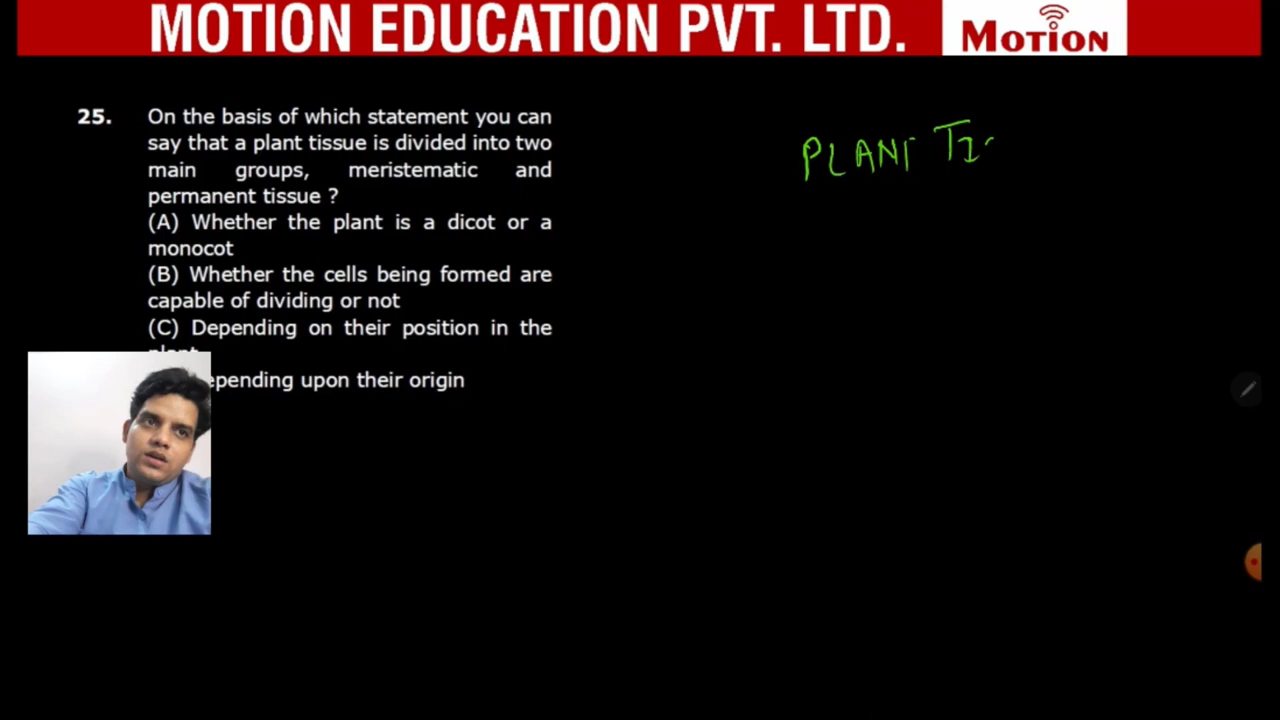 MOTION EDUCATION PVT. LTD.
MOTION
25. On the basis of which statement you can
say that a plant tissue is divided into two
main groups, meristematic and
permanent tissue ?
(A) Whether the plant is a dicot or a
monocot
(B) Whether the cells being formed are
capable of dividing or not
(C) Depending on their position in the
epending upon their origin
PLANT TI